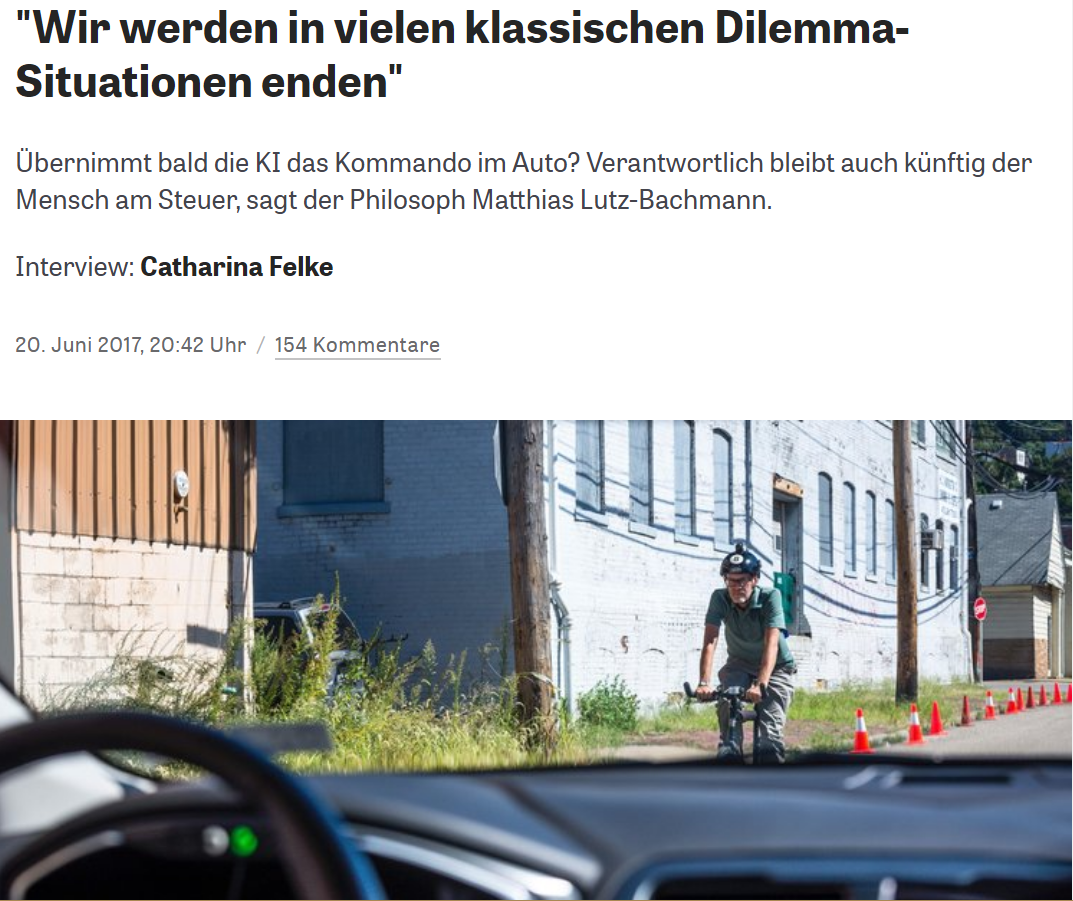 "Wir werden in vielen klassischen Dilemma-
Situationen enden"
Übernimmt bald die KI das Kommando im Auto? Verantwortlich bleibt auch künftig der
Mensch am Steuer, sagt der Philosoph Matthias Lutz-Bachmann.
Interview: Catharina Felke
20. Juni 2017, 20:42 Uhr / 154 Kommentare